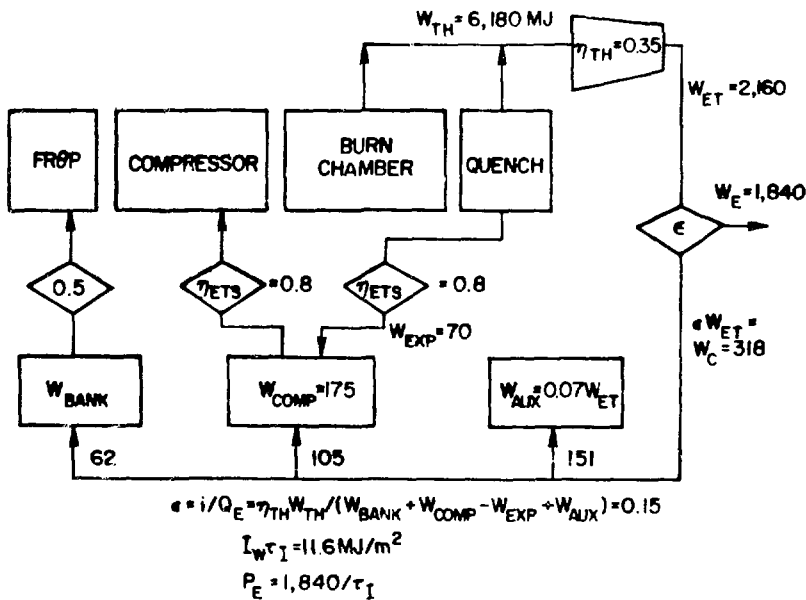 W_TH = 6,180 MJ
η_TH = 0.35
W_ET = 2,160
FRθP
COMPRESSOR
BURN
CHAMBER
QUENCH
W_E = 1,840
ϵ
0.5
η_ETS = 0.8
η_ETS = 0.8
W_EXP = 70
ϵ W_ET =
W_C = 318
W_BANK
W_COMP = 175
W_AUX = 0.07W_ET
62
105
151
ϵ = i/Q_E = η_TH W_TH/(W_BANK + W_COMP - W_EXP + W_AUX) = 0.15
I_W τ_I = 11.6 MJ/m²
P_E = 1,840/τ_I